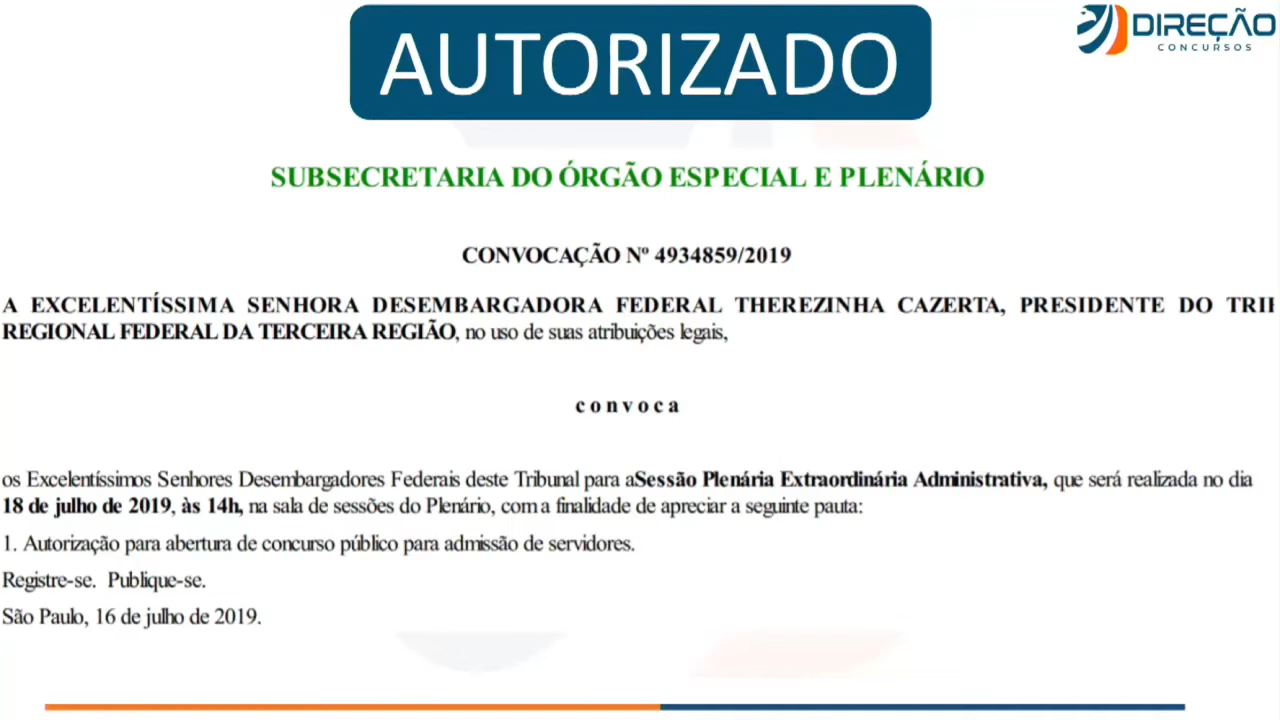 AUTORIZADO
DIREÇÃO
CONCURSOS
SUBSECRETARIA DO ÓRGÃO ESPECIAL E PLENÁRIO
CONVOCAÇÃO Nº 4934859/2019
A EXCELENTÍSSIMA SENHORA DESEMBARGADORA FEDERAL THEREZINHA CAZERTA, PRESIDENTE DO
REGIONAL FEDERAL DA TERCEIRA REGIÃO, no uso de suas atribuições legais,
c o n v o c a
os Excelentíssimos Senhores Desembargadores Federais deste Tribunal para aSessão Plenária Extraordinária Administrativa, que será realizada no dia
18 de julho de 2019, às 14h, na sala de sessões do Plenário, com a finalidade de apreciar a seguinte pauta:
1. Autorização para abertura de concurso público para admissão de servidores.
Registre-se. Publique-se.
São Paulo, 16 de julho de 2019.